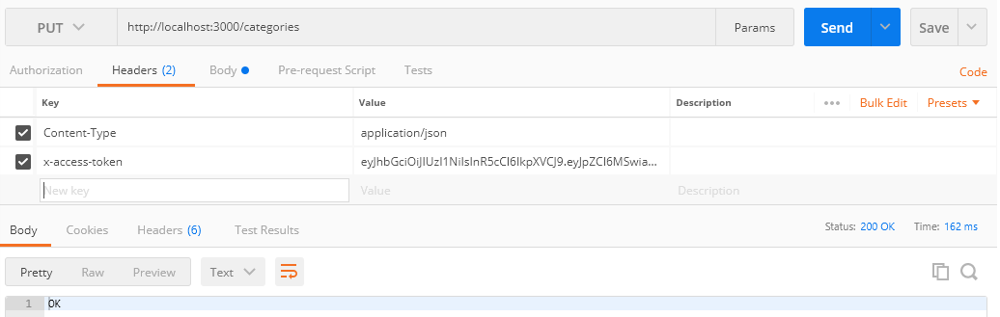 PUT http://localhost:3000/categories Params Send Save
Authorization Headers (2) Body Pre-request Script Tests Code
Key Value Description Bulk Edit Presets
Content-Type application/json
x-access-token eyJhbGciOiJIUzI1NiIsInR5cCI6IkpXVCJ9.eyJpZCI6MSwia...
New key Value Description
Body Cookies Headers (6) Test Results Status: 200 OK Time: 162 ms
Pretty Raw Preview Text
1 OK